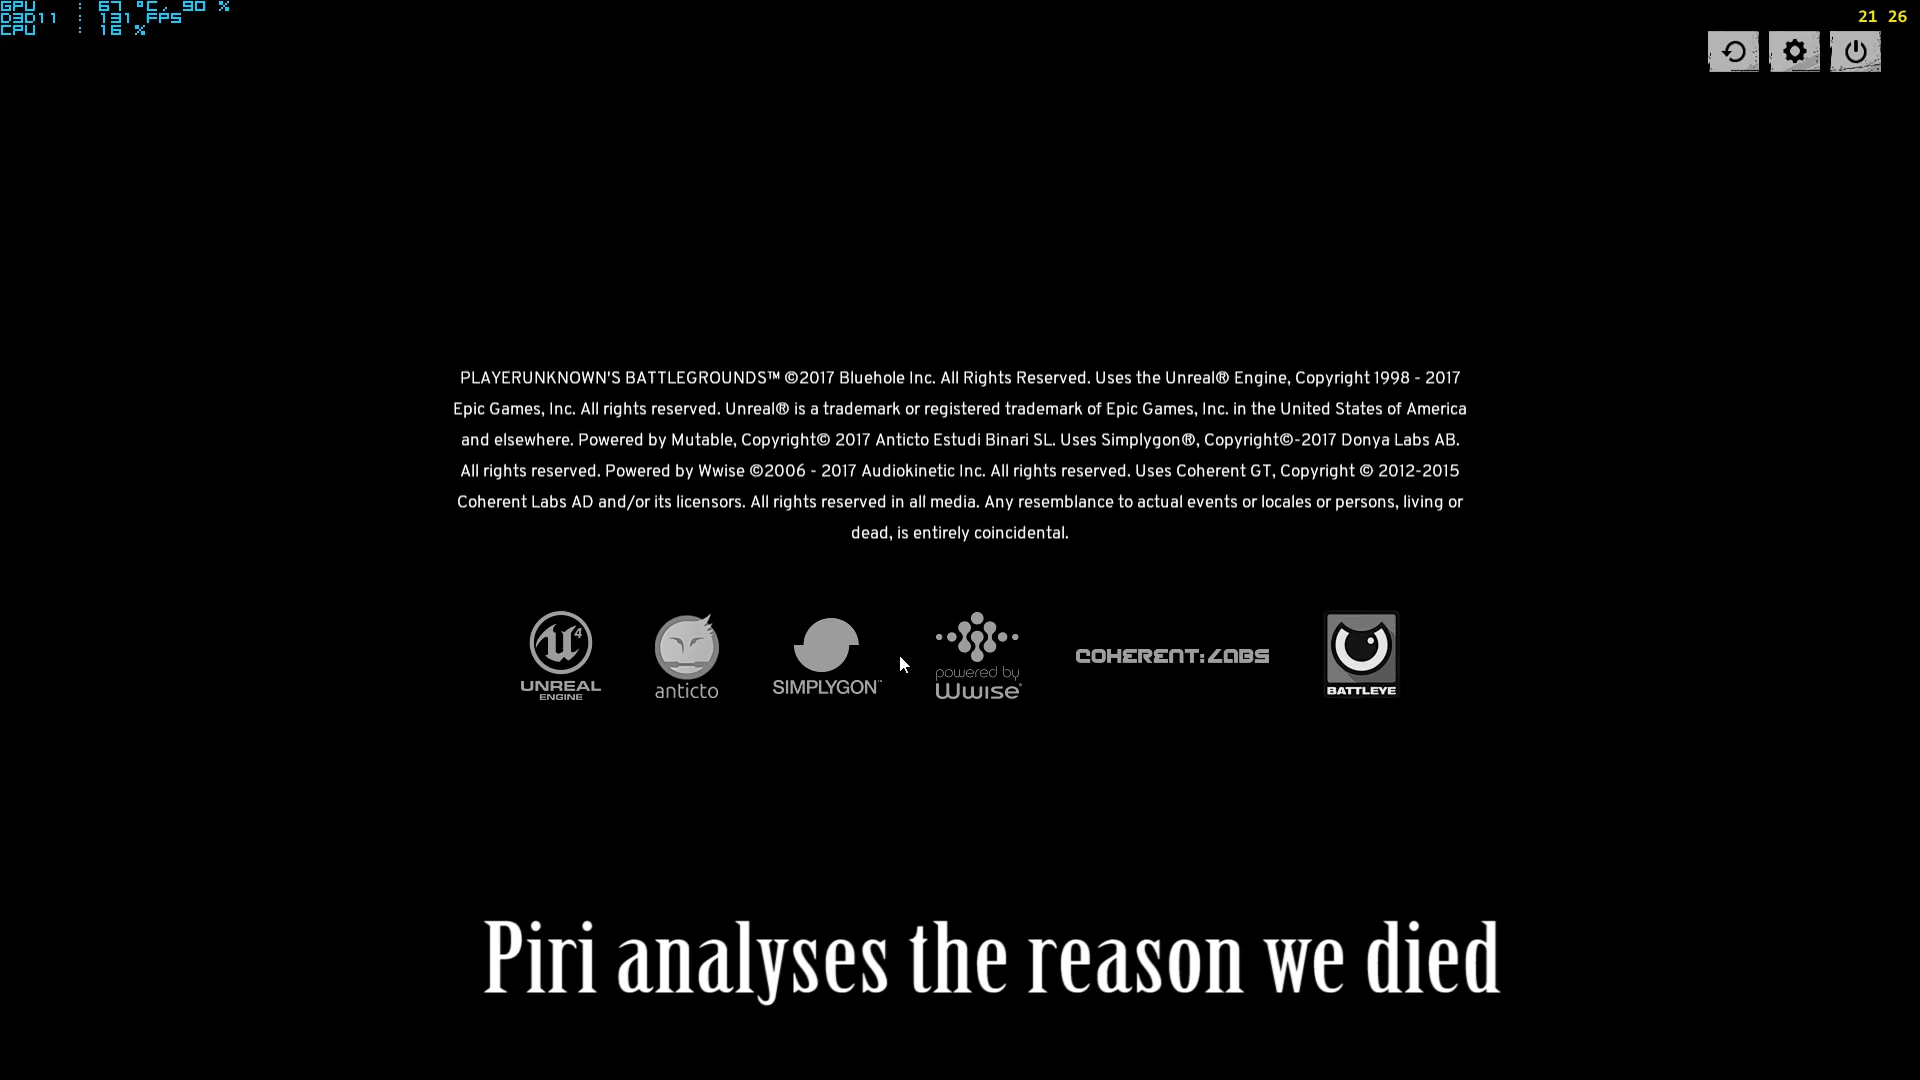 GPU : 67 °C, 90 %
D3D11 : 131 FPS
CPU : 16 %
21 26
PLAYERUNKNOWN'S BATTLEGROUNDS™ ©2017 Bluehole Inc. All Rights Reserved. Uses the Unreal® Engine, Copyright 1998 - 2017
Epic Games, Inc. All rights reserved. Unreal® is a trademark or registered trademark of Epic Games, Inc. in the United States of America
and elsewhere. Powered by Mutable, Copyright© 2017 Anticto Estudi Binari SL. Uses Simplygon®, Copyright©-2017 Donya Labs AB.
All rights reserved. Powered by Wwise ©2006 - 2017 Audiokinetic Inc. All rights reserved. Uses Coherent GT, Copyright © 2012-2015
Coherent Labs AD and/or its licensors. All rights reserved in all media. Any resemblance to actual events or locales or persons, living or
dead, is entirely coincidental.
U 4
UNREAL
ENGINE
anticto
SIMPLYGON™
powered by
Wwise®
COHERENT:LABS
BATTLEYE
Piri analyses the reason we died